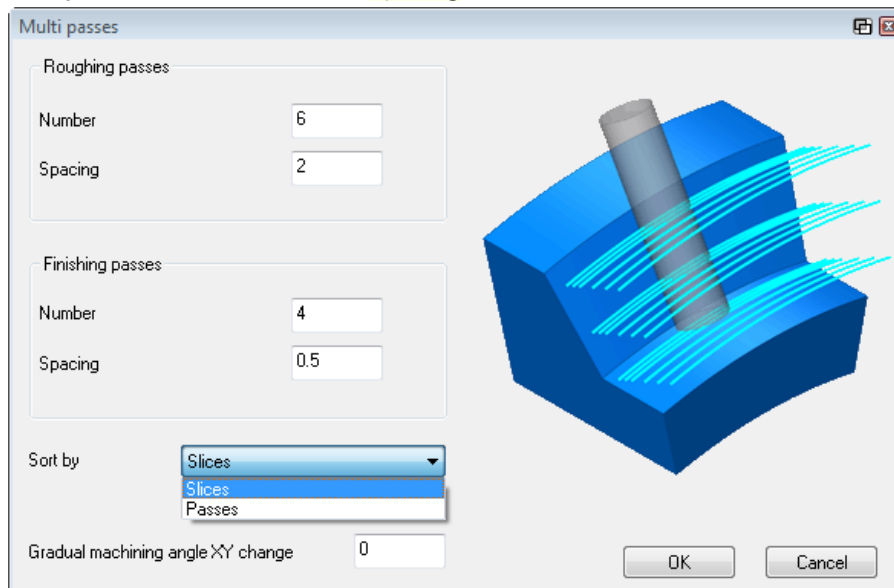 Multi passes
Roughing passes
Number 6
Spacing 2
Finishing passes
Number 4
Spacing 0.5
Sort by Slices
Slices
Passes
Gradual machining angle XY change 0
OK Cancel